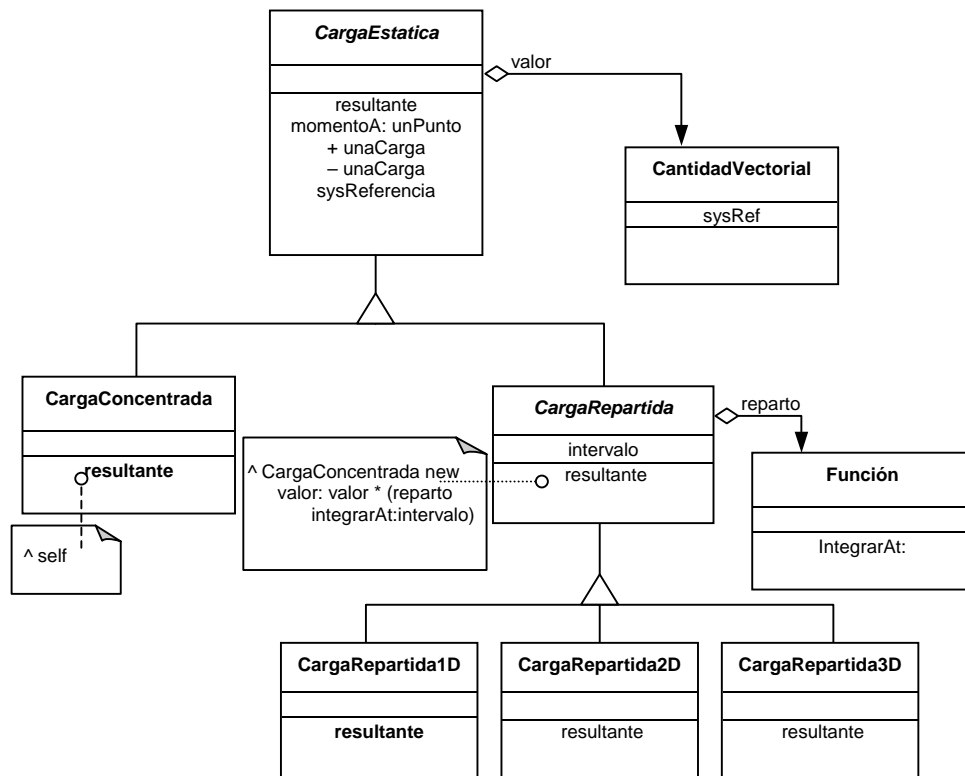 CargaEstatica
valor
resultante
momentoA: unPunto
+ unaCarga
– unaCarga
sysReferencia
CantidadVectorial
sysRef
CargaConcentrada
resultante
^ self
CargaRepartida
intervalo
resultante
reparto
^ CargaConcentrada new
valor: valor * (reparto
integrarAt:intervalo)
Función
IntegrarAt:
CargaRepartida1D
resultante
CargaRepartida2D
resultante
CargaRepartida3D
resultante